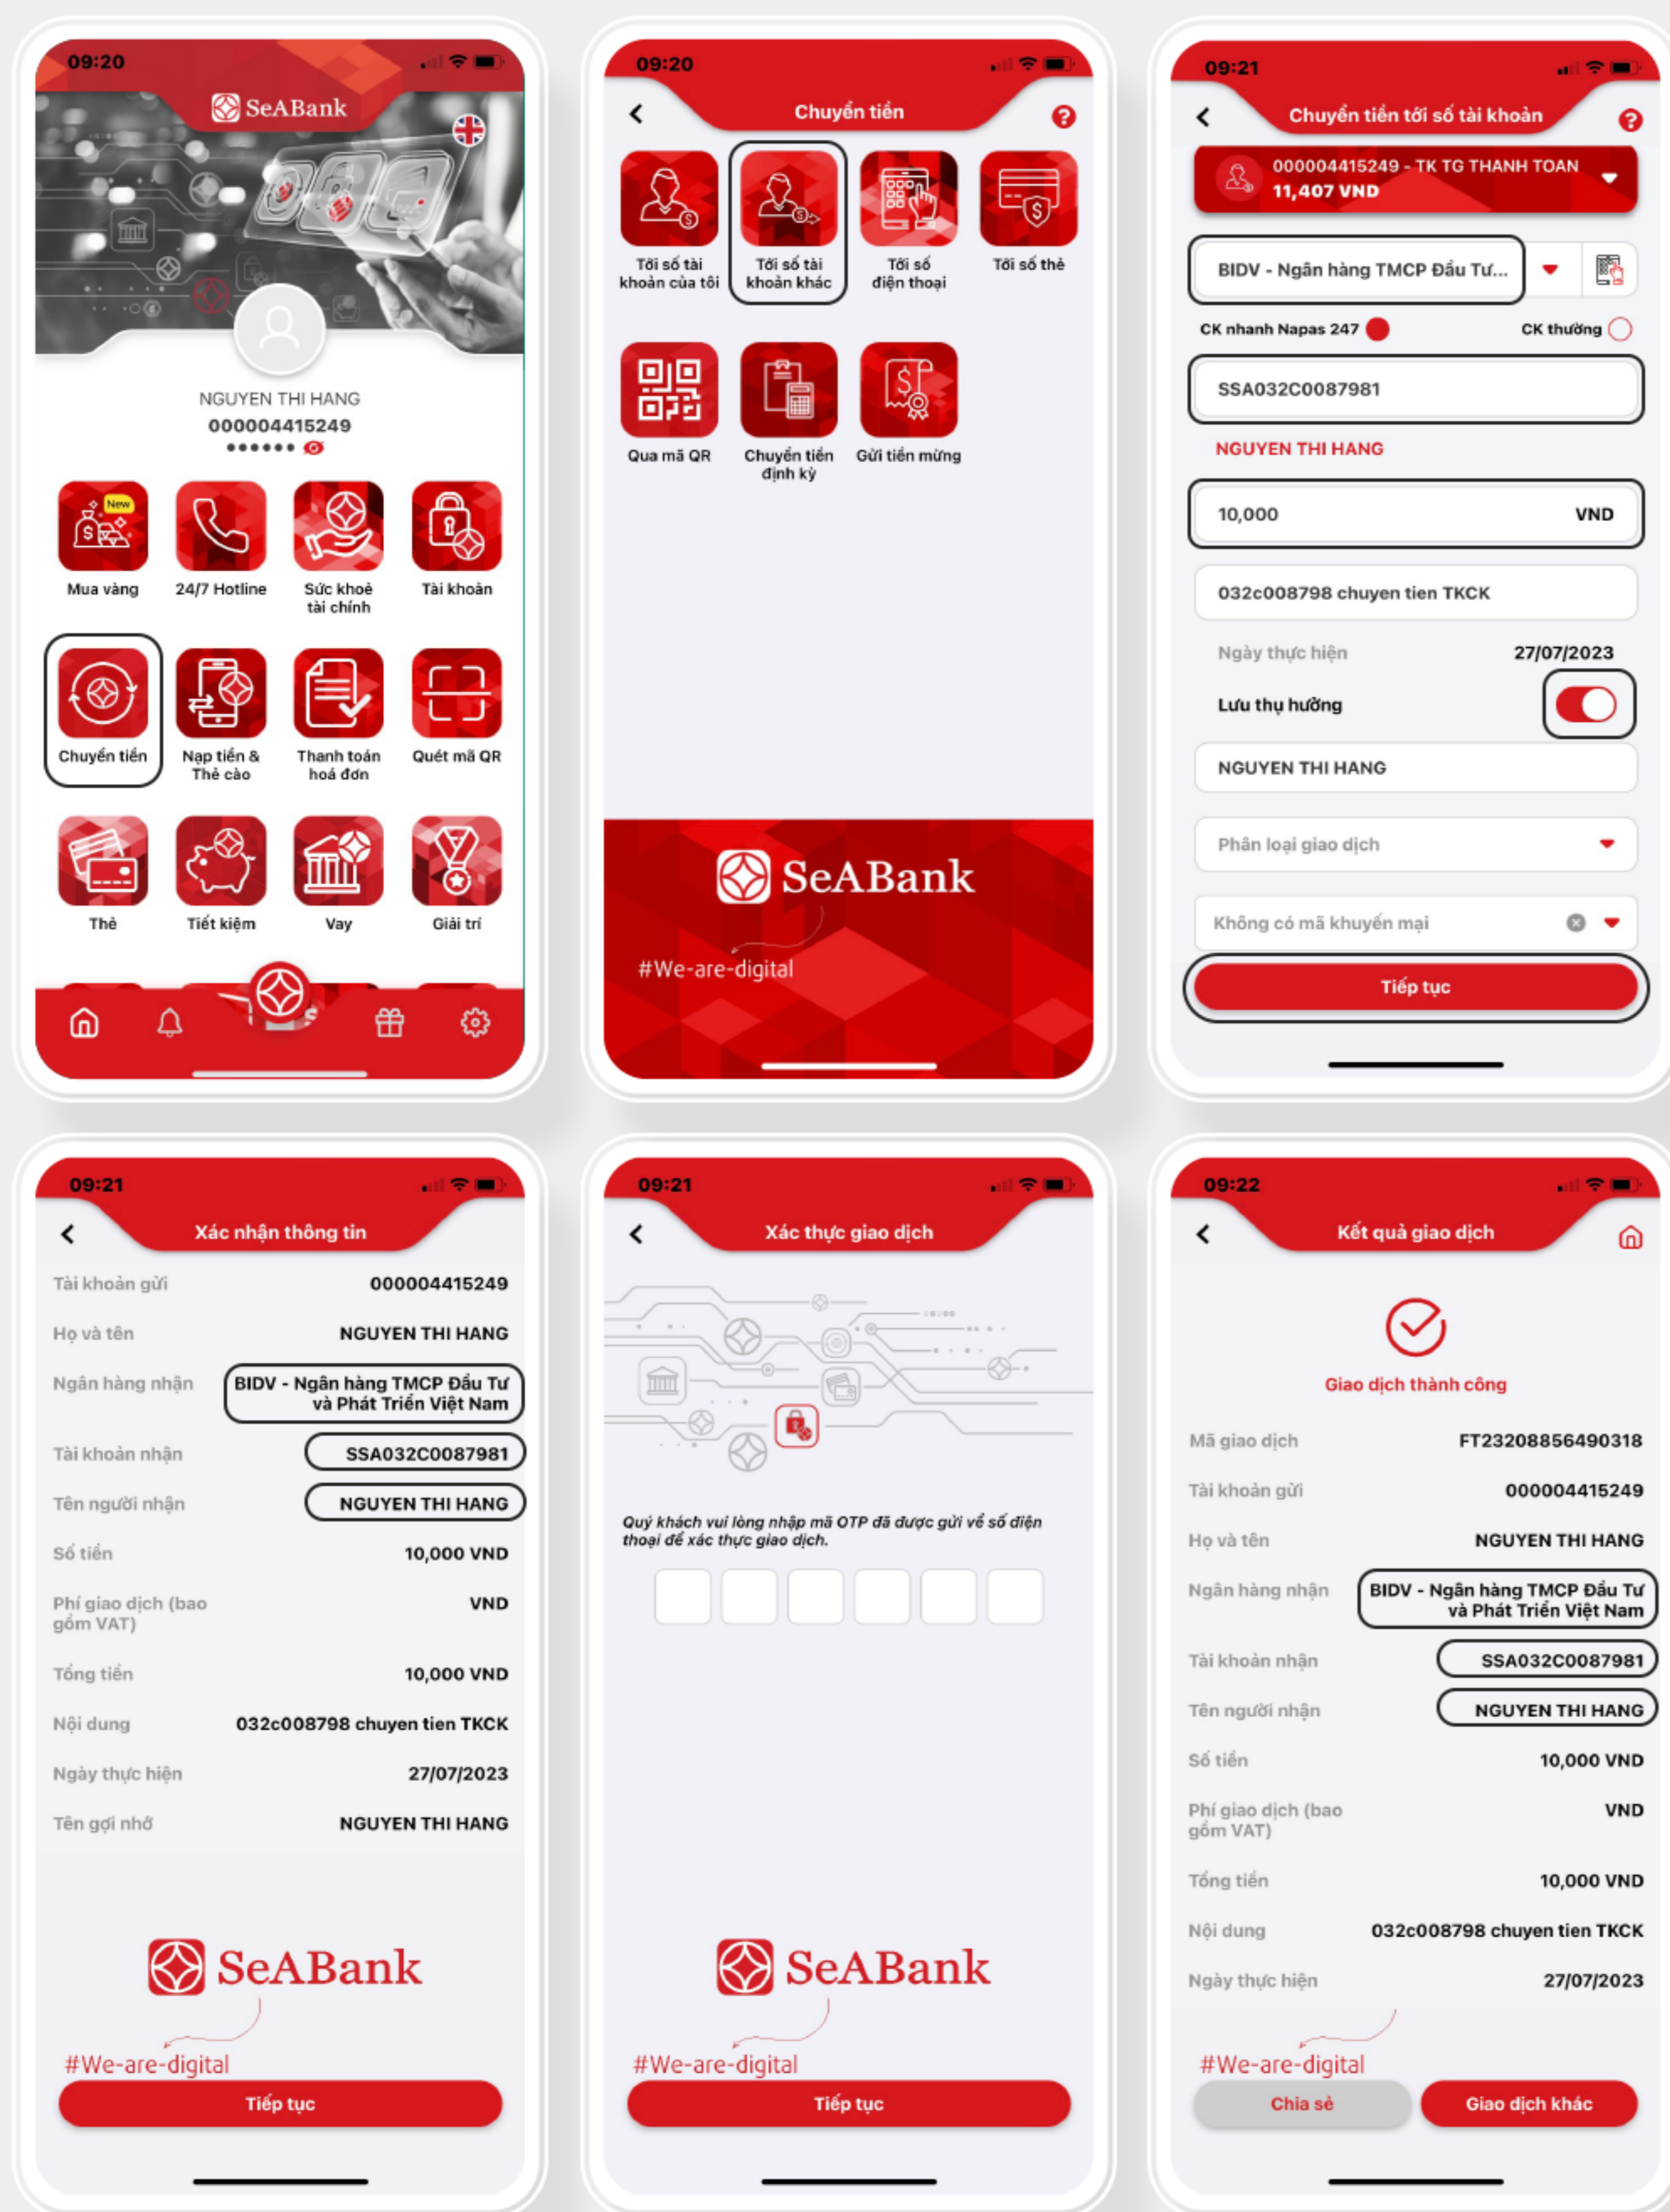 09:20
SeABank
NGUYEN THI HANG
000004415249
New
Mua vàng
24/7 Hotline
Sức khoẻ
tài chính
Tài khoản
Chuyển tiền
Nạp tiền &
Thẻ cào
Thanh toán
hoá đơn
Quét mã QR
Thẻ
Tiết kiệm
Vay
Giải trí
09:20
Chuyển tiền
Tới số tài
khoản của tôi
Tới số tài
khoản khác
Tới số
điện thoại
Tới số thẻ
Qua mã QR
Chuyển tiền
định kỳ
Gửi tiền mừng
SeABank
#We-are-digital
09:21
Chuyển tiền tới số tài khoản
000004415249 - TK TG THANH TOAN
11,407 VND
BIDV - Ngân hàng TMCP Đầu Tư...
CK nhanh Napas 247
CK thường
SSA032C0087981
NGUYEN THI HANG
10,000 VND
032c008798 chuyen tien TKCK
Ngày thực hiện 27/07/2023
Lưu thụ hưởng
NGUYEN THI HANG
Phân loại giao dịch
Không có mã khuyến mại
Tiếp tục
09:21
Xác nhận thông tin
Tài khoản gửi 000004415249
Họ và tên NGUYEN THI HANG
Ngân hàng nhận BIDV - Ngân hàng TMCP Đầu Tư
và Phát Triển Việt Nam
Tài khoản nhận SSA032C0087981
Tên người nhận NGUYEN THI HANG
Số tiền 10,000 VND
Phí giao dịch (bao VND
gồm VAT)
Tổng tiền 10,000 VND
Nội dung 032c008798 chuyen tien TKCK
Ngày thực hiện 27/07/2023
Tên gợi nhớ NGUYEN THI HANG
SeABank
#We-are-digital
Tiếp tục
09:21
Xác thực giao dịch
Quý khách vui lòng nhập mã OTP đã được gửi về số điện
thoại để xác thực giao dịch.
SeABank
#We-are-digital
Tiếp tục
09:22
Kết quả giao dịch
Giao dịch thành công
Mã giao dịch FT23208856490318
Tài khoản gửi 000004415249
Họ và tên NGUYEN THI HANG
Ngân hàng nhận BIDV - Ngân hàng TMCP Đầu Tư
và Phát Triển Việt Nam
Tài khoản nhận SSA032C0087981
Tên người nhận NGUYEN THI HANG
Số tiền 10,000 VND
Phí giao dịch (bao VND
gồm VAT)
Tổng tiền 10,000 VND
Nội dung 032c008798 chuyen tien TKCK
Ngày thực hiện 27/07/2023
#We-are-digital
Chia sẻ
Giao dịch khác